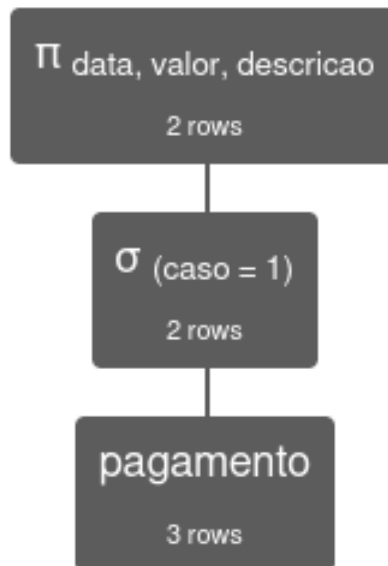 π data, valor, descricao
2 rows
σ (caso = 1)
2 rows
pagamento
3 rows